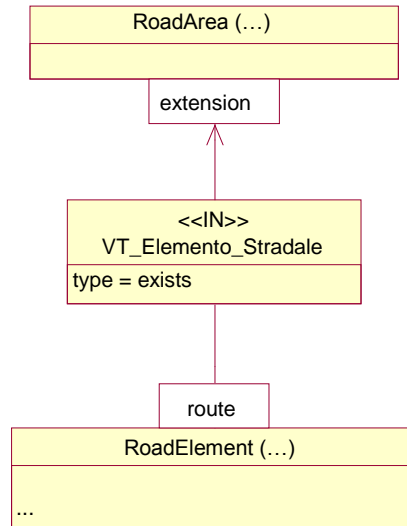 RoadArea (...)
extension
<<IN>>
VT_Elemento_Stradale
type = exists
route
RoadElement (...)
...